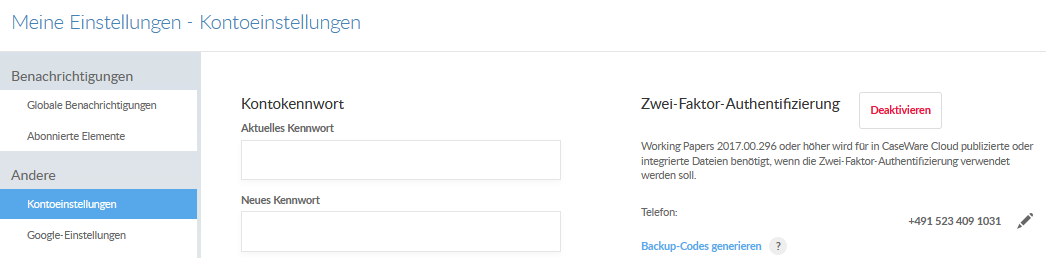 Meine Einstellungen - Kontoeinstellungen
Benachrichtigungen
Globale Benachrichtigungen
Abonnierte Elemente
Andere
Kontoeinstellungen
Google-Einstellungen
Kontokennwort
Aktuelles Kennwort
Neues Kennwort
Zwei-Faktor-Authentifizierung
Deaktivieren
Working Papers 2017.00.296 oder höher wird für in CaseWare Cloud publizierte oder
integrierte Dateien benötigt, wenn die Zwei-Faktor-Authentifizierung verwendet
werden soll.
Telefon:
+491 523 409 1031
Backup-Codes generieren ?